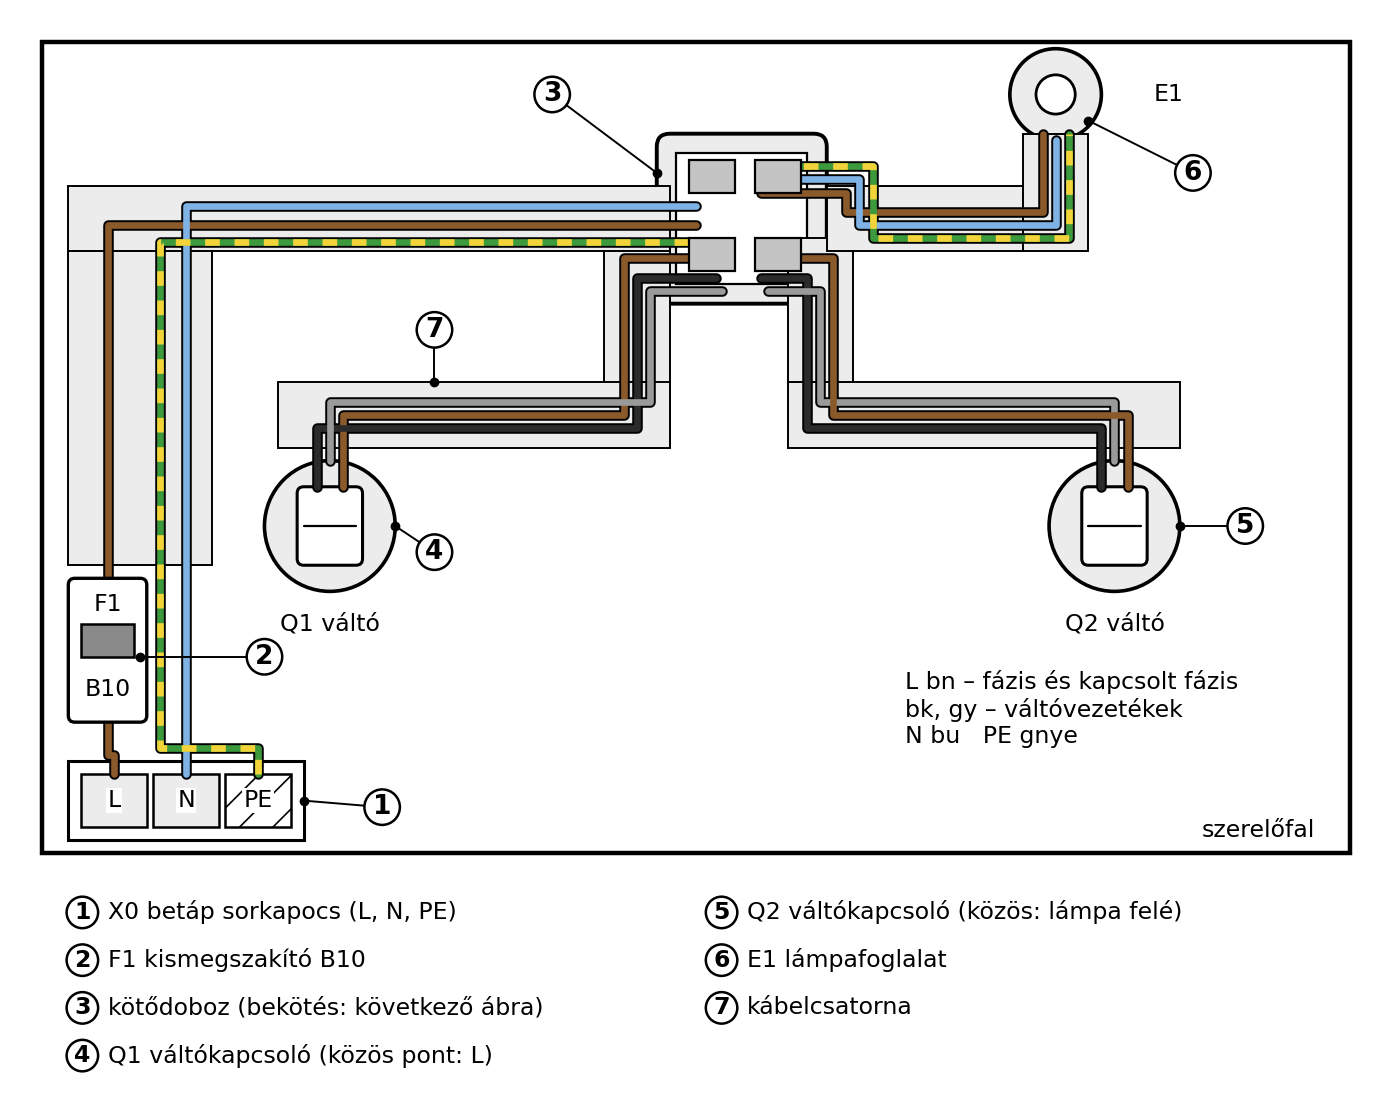 3
E1
6
7
4
5
F1
Q1 váltó
Q2 váltó
2
B10
L bn – fázis és kapcsolt fázis
bk, gy – váltóvezetékek
N bu PE gnye
L
N
PE
1
szerelőfal
1 X0 betáp sorkapocs (L, N, PE)
2 F1 kismegszakító B10
3 kötődoboz (bekötés: következő ábra)
4 Q1 váltókapcsoló (közös pont: L)
5 Q2 váltókapcsoló (közös: lámpa felé)
6 E1 lámpafoglalat
7 kábelcsatorna